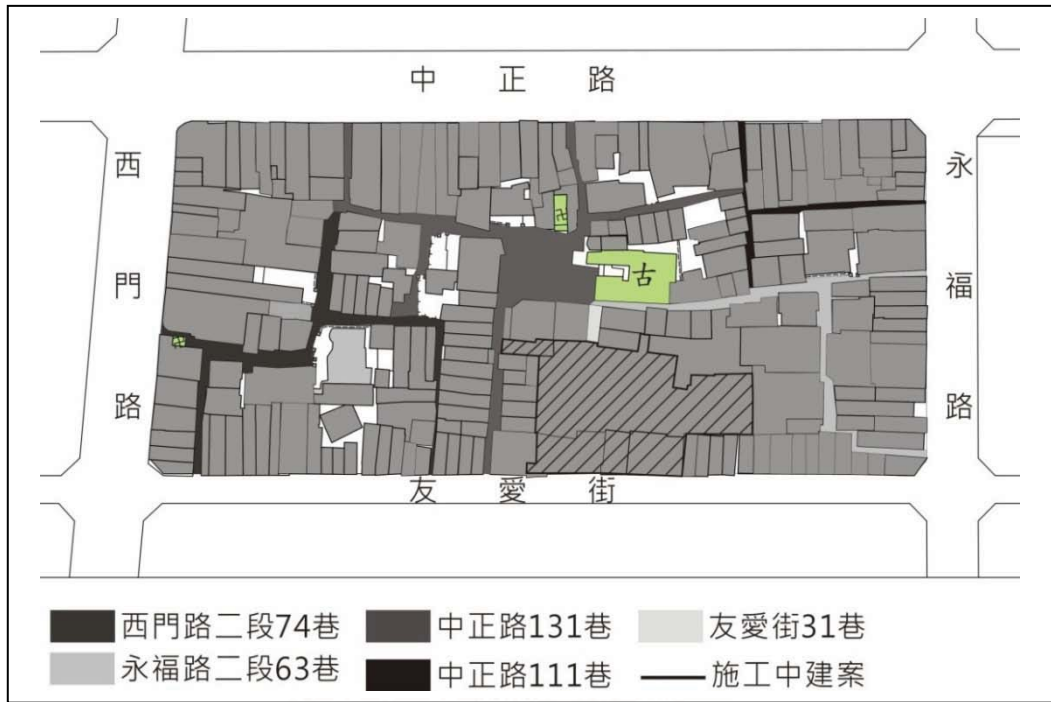 中正路
西門路
永福路
卍
古
友愛街
西門路二段74巷
中正路131巷
友愛街31巷
永福路二段63巷
中正路111巷
施工中建案